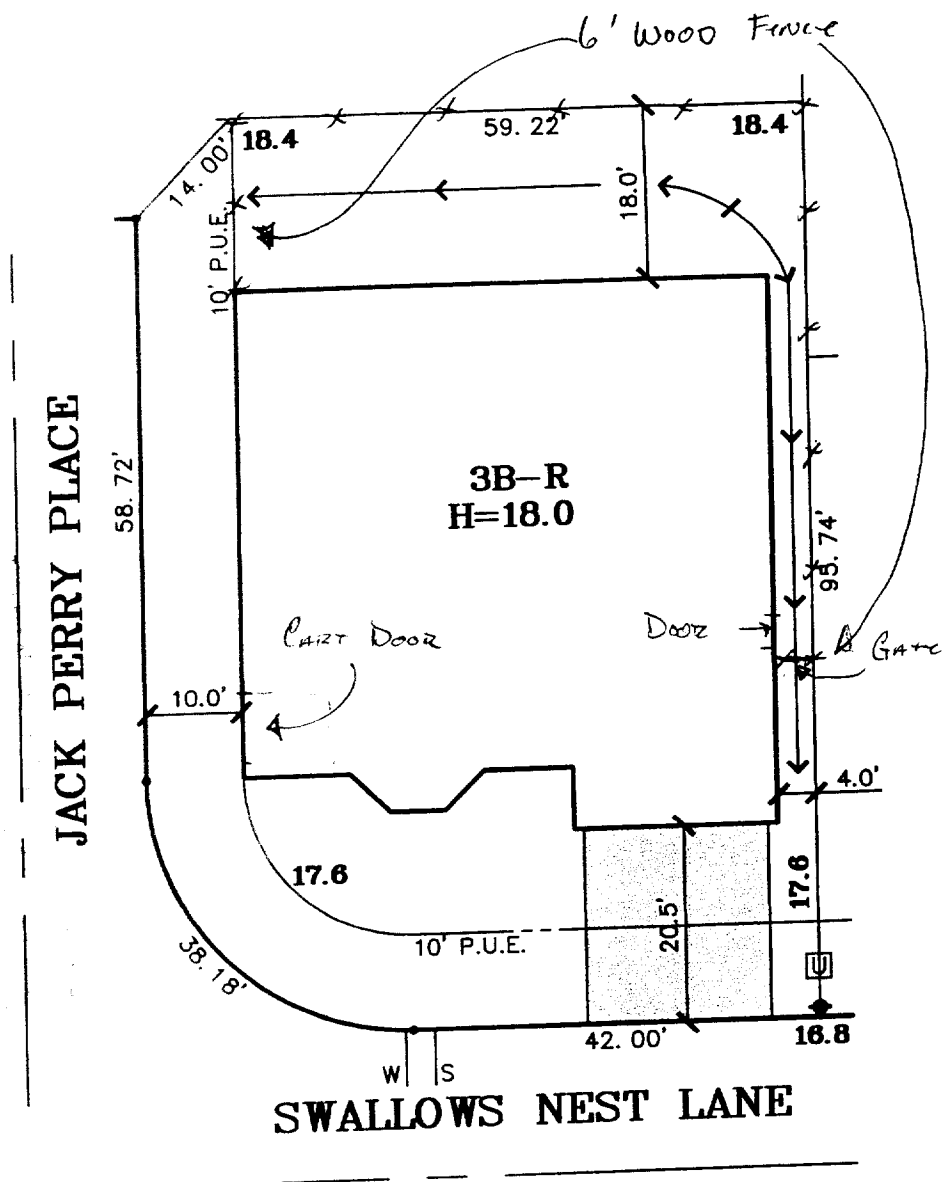 6' WOOD FENCE
18.4
59.22'
18.4
14.00'
10' P.U.E.
18.0'
JACK PERRY PLACE
58.72'
3B-R
H=18.0
95.74'
CART DOOR
DOOR
GATE
10.0'
4.0'
17.6
17.6
20.5'
10' P.U.E.
38.18'
U
42.00'
16.8
W S
SWALLOWS NEST LANE